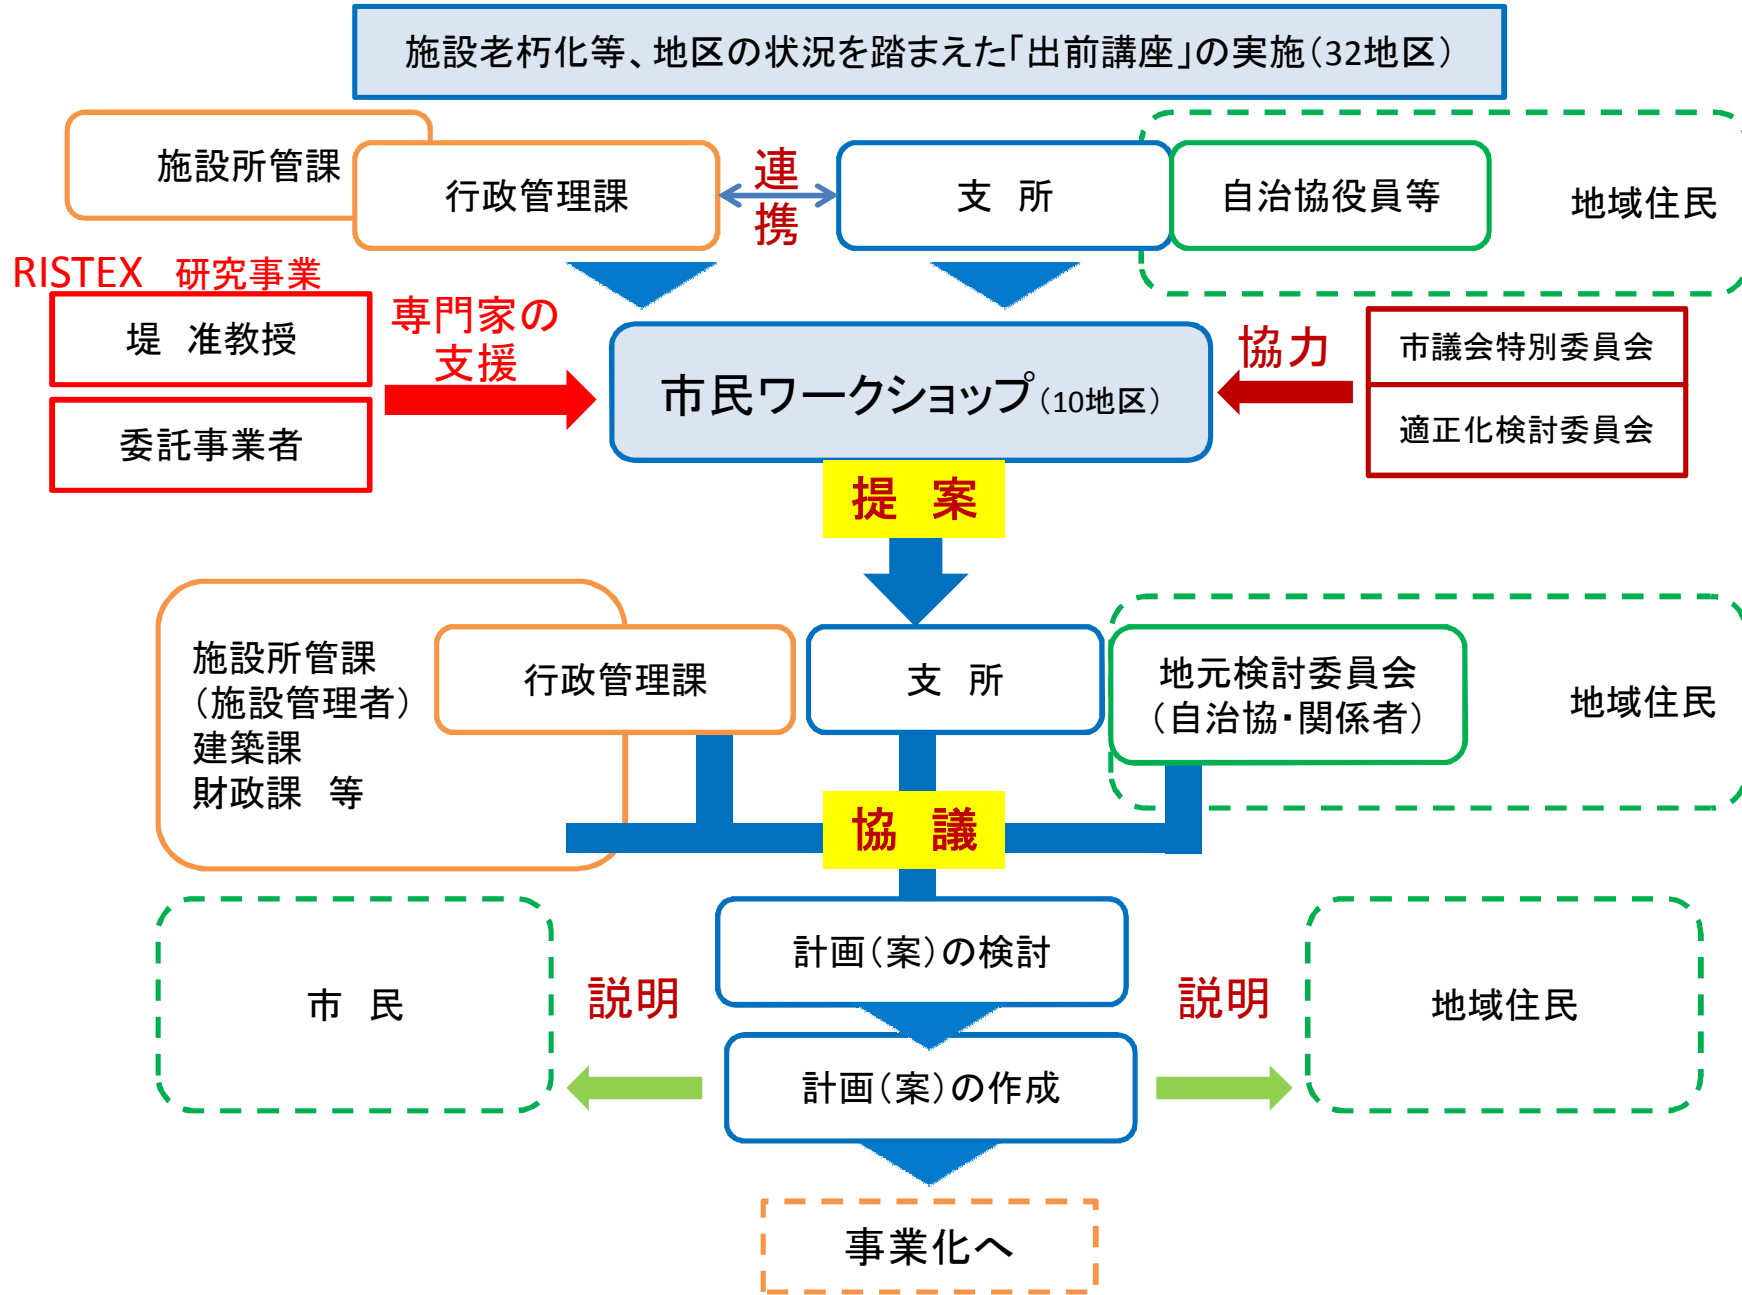 施設老朽化等、地区の状況を踏まえた「出前講座」の実施（32地区）
施設所管課
行政管理課
連
携
支　所
自治協役員等
地域住民
RISTEX　研究事業
堤　准教授
委託事業者
専門家の
支援
市民ワークショップ（10地区）
協力
市議会特別委員会
適正化検討委員会
提　案
施設所管課
（施設管理者）
建築課
財政課　等
行政管理課
支　所
地元検討委員会
（自治協・関係者）
地域住民
協　議
計画（案）の検討
市　民
説明
説明
地域住民
計画（案）の作成
事業化へ